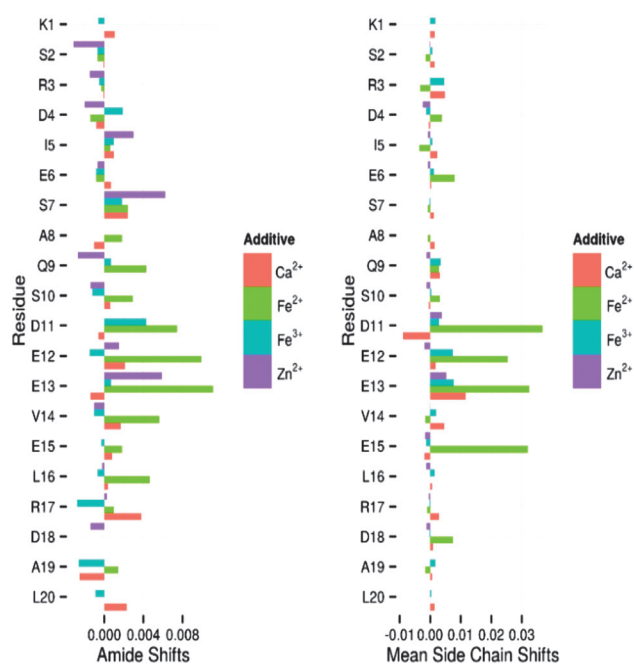 K1
S2
R3
D4
I5
E6
S7
A8
Q9
S10
D11
E12
E13
V14
E15
L16
R17
D18
A19
L20
Residue
0.000 0.004 0.008
Amide Shifts
Additive
Ca²⁺
Fe²⁺
Fe³⁺
Zn²⁺
K1
S2
R3
D4
I5
E6
S7
A8
Q9
S10
D11
E12
E13
V14
E15
L16
R17
D18
A19
L20
Residue
-0.01 0.00 0.01 0.02 0.03
Mean Side Chain Shifts
Additive
Ca²⁺
Fe²⁺
Fe³⁺
Zn²⁺